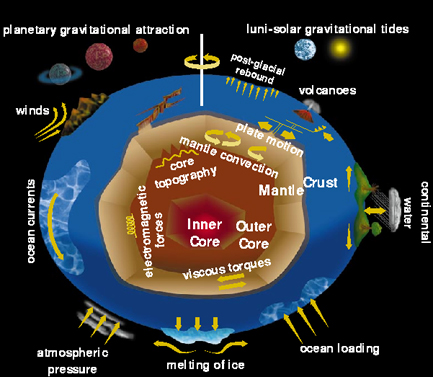 planetary gravitational attraction
luni-solar gravitational tides
post-glacial
rebound
winds
volcanoes
plate motion
mantle convection
core
topography
Mantle
Crust
ocean currents
electromagnetic
forces
continental
water
Inner
Core
Outer
Core
viscous torques
atmospheric
pressure
melting of ice
ocean loading